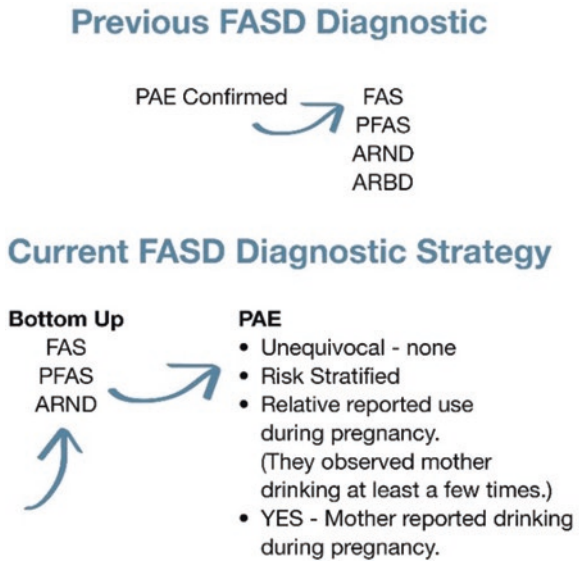 Previous FASD Diagnostic
PAE Confirmed
FAS
PFAS
ARND
ARBD
Current FASD Diagnostic Strategy
Bottom Up
FAS
PFAS
ARND
PAE
• Unequivocal - none
• Risk Stratified
• Relative reported use
during pregnancy.
(They observed mother
drinking at least a few times.)
• YES - Mother reported drinking
during pregnancy.